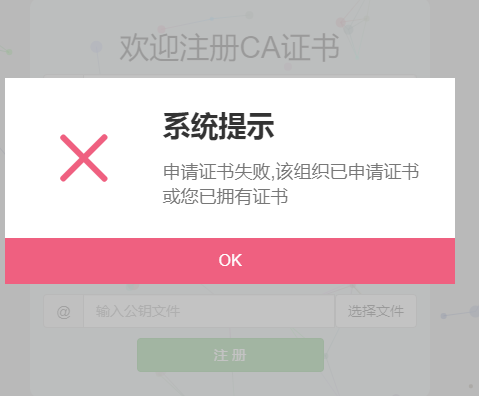 欢迎注册CA证书
系统提示
申请证书失败,该组织已申请证书
或您已拥有证书
OK
@ 输入公钥文件 选择文件
注 册